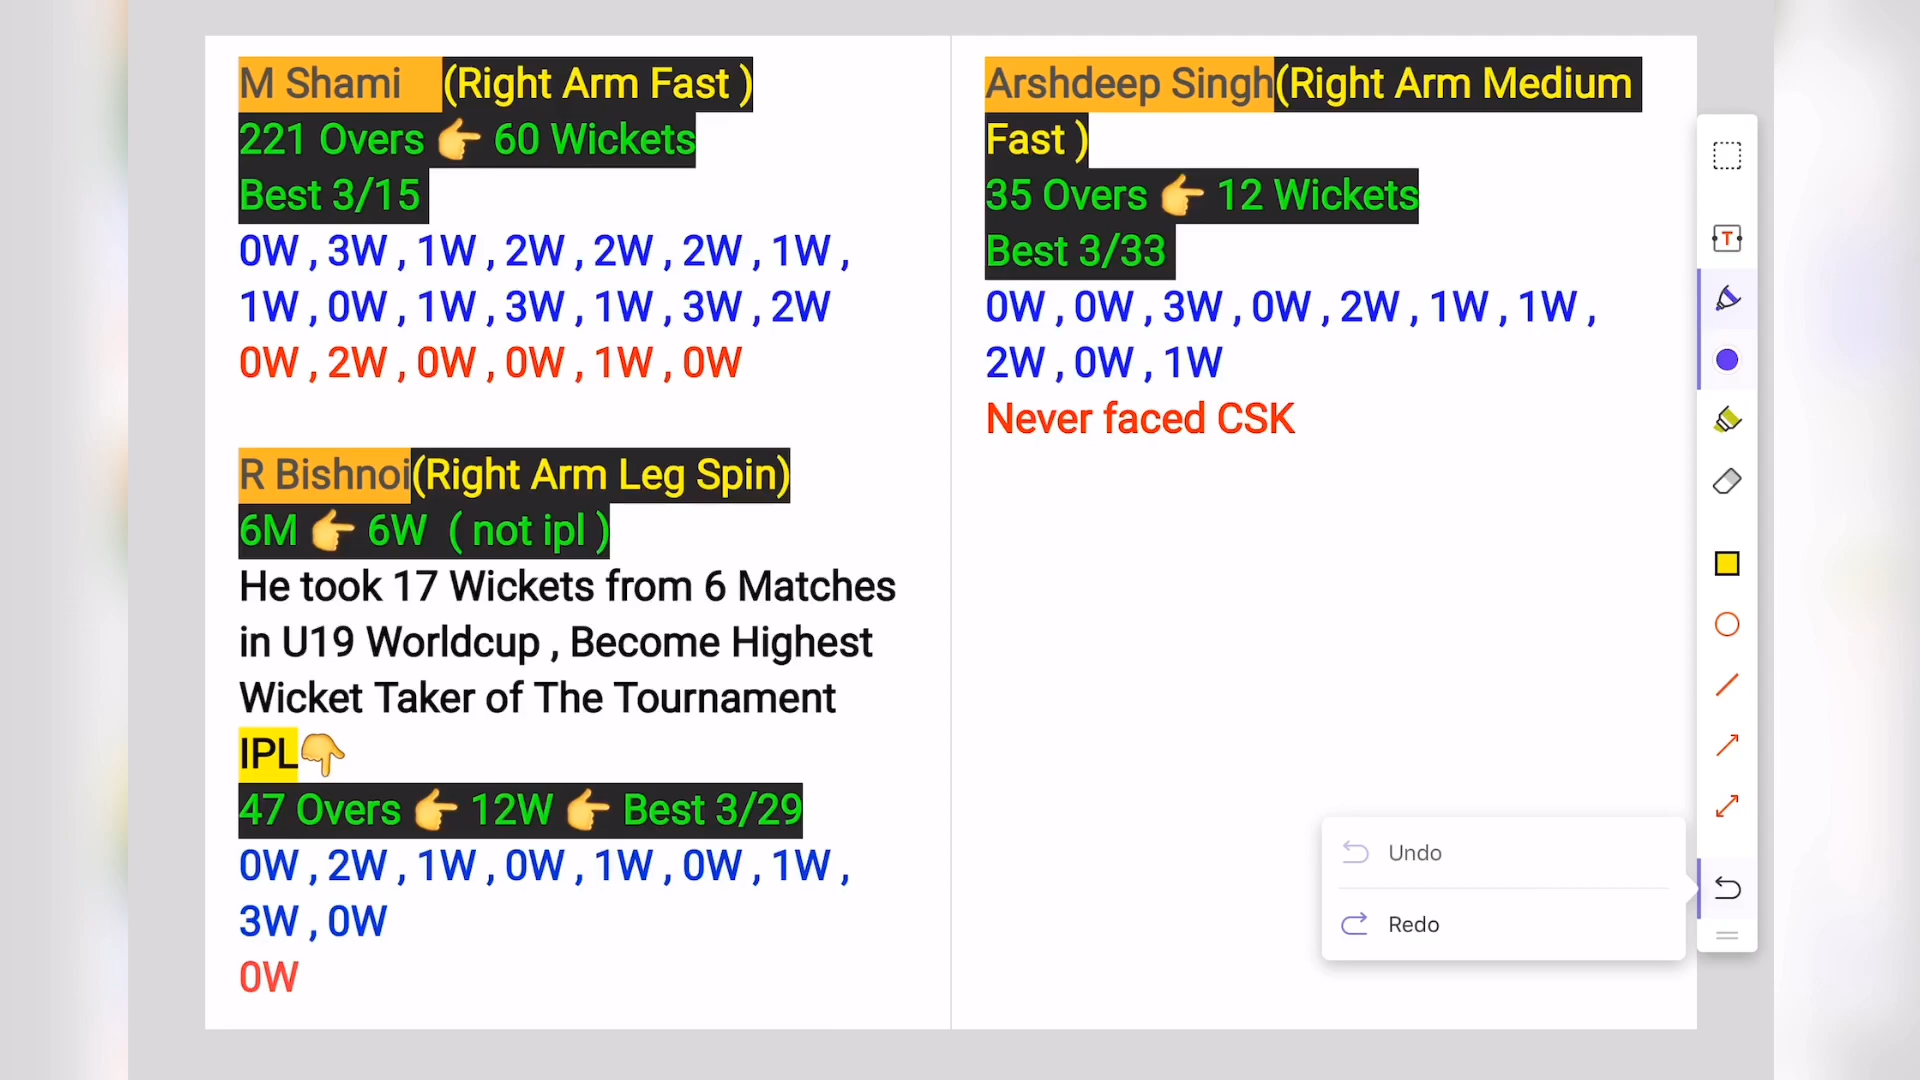 M Shami (Right Arm Fast )
221 Overs 👉 60 Wickets
Best 3/15
0W , 3W , 1W , 2W , 2W , 2W , 1W ,
1W , 0W , 1W , 3W , 1W , 3W , 2W
0W , 2W , 0W , 0W , 1W , 0W
R Bishnoi(Right Arm Leg Spin)
6M 👉 6W ( not ipl )
He took 17 Wickets from 6 Matches
in U19 Worldcup , Become Highest
Wicket Taker of The Tournament
IPL👇
47 Overs 👉 12W 👉 Best 3/29
0W , 2W , 1W , 0W , 1W , 0W , 1W ,
3W , 0W
0W
Arshdeep Singh(Right Arm Medium
Fast )
35 Overs 👉 12 Wickets
Best 3/33
0W , 0W , 3W , 0W , 2W , 1W , 1W ,
2W , 0W , 1W
Never faced CSK
T
Undo
Redo